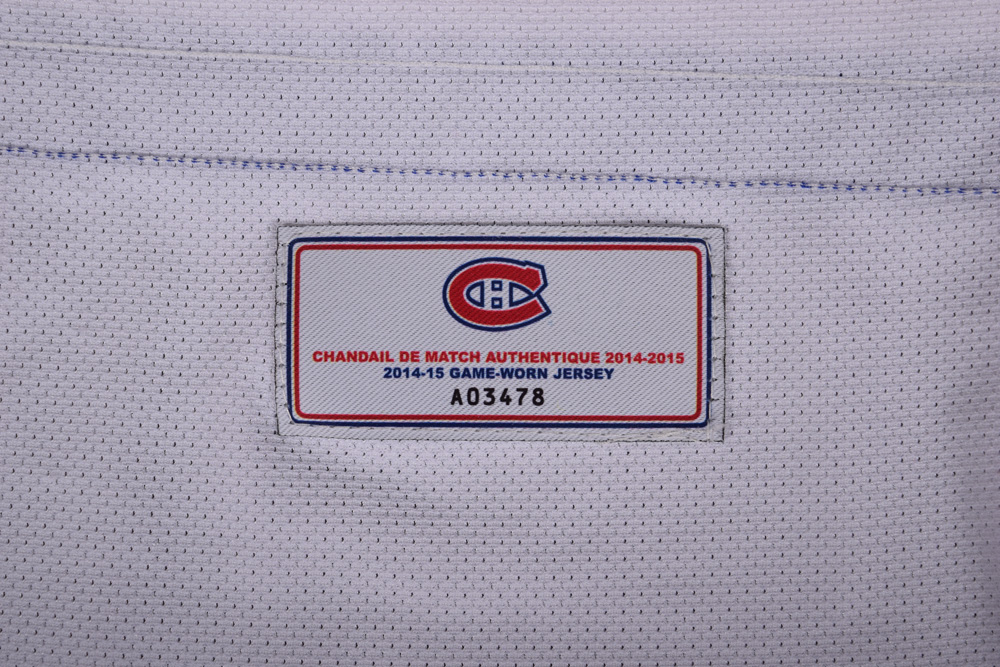 CHANDAIL DE MATCH AUTHENTIQUE 2014-2015
2014-15 GAME-WORN JERSEY
A03478